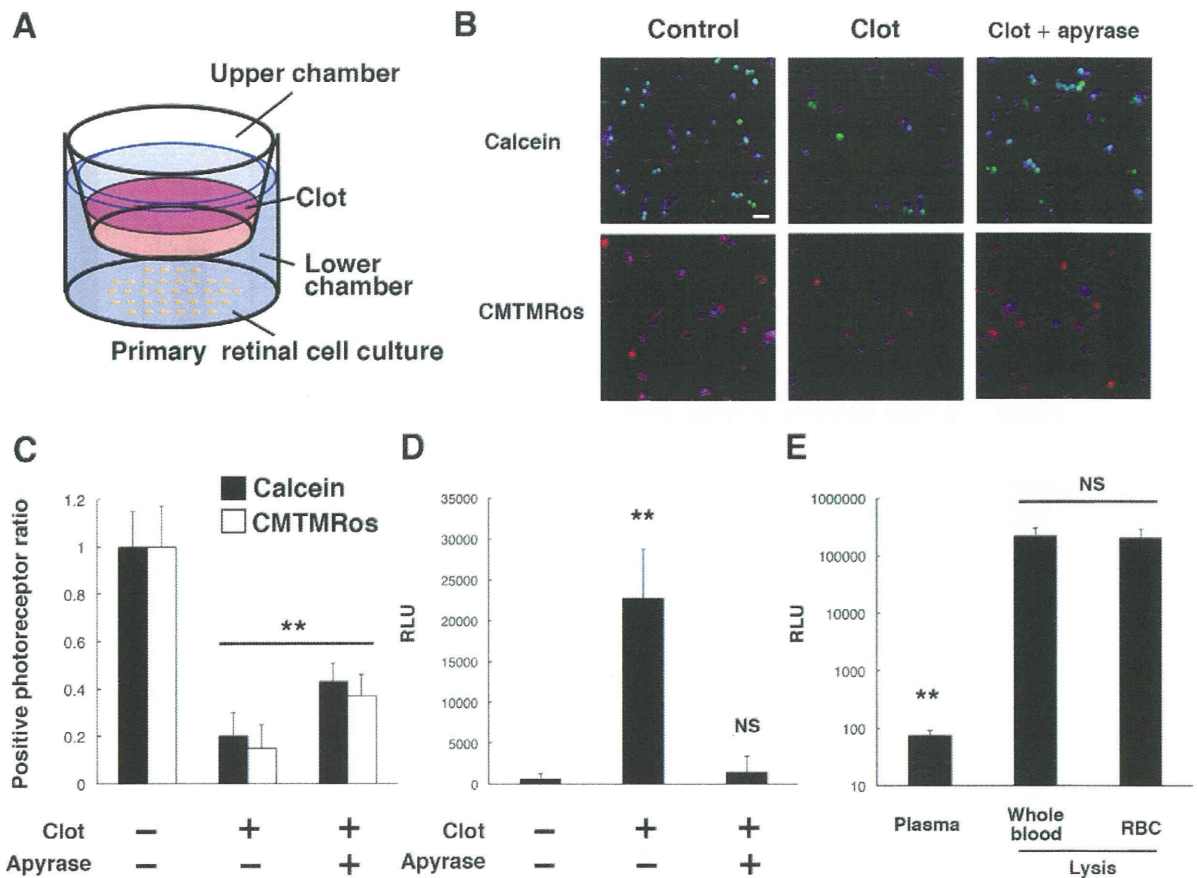 A
Upper chamber
Clot
Lower
chamber
Primary retinal cell culture
B
Control
Clot
Clot + apyrase
Calcein
CMTMRos
C
Calcein
CMTMRos
Positive photoreceptor ratio
1.2
1
0.8
0.6
0.4
0.2
0
**
Clot − + +
Apyrase − − +
D
RLU
35000
30000
25000
20000
15000
10000
5000
0
**
NS
Clot − + +
Apyrase − − +
E
RLU
1000000
100000
10000
1000
100
10
**
NS
Plasma
Whole
blood
RBC
Lysis